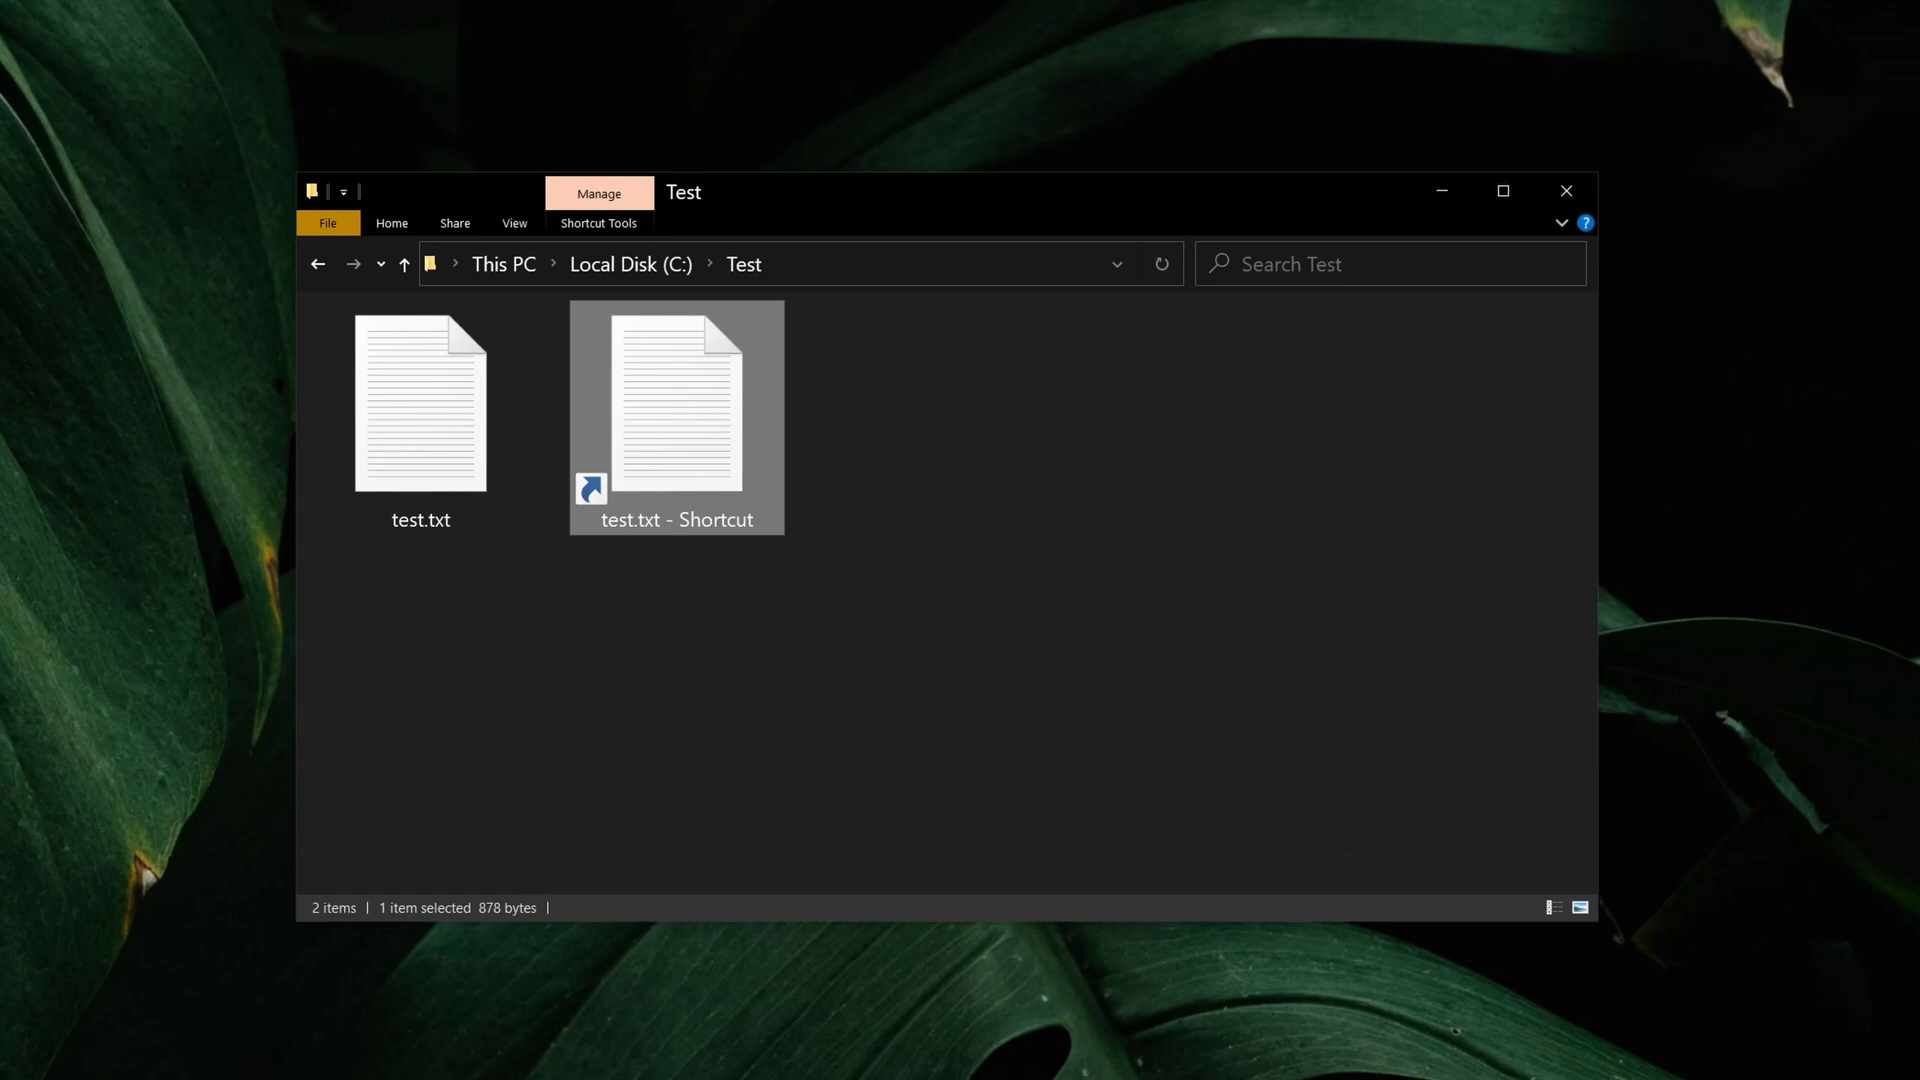 Manage Test
File Home Share View Shortcut Tools ?
This PC Local Disk (C:) Test Search Test
test.txt test.txt - Shortcut
2 items 1 item selected 878 bytes